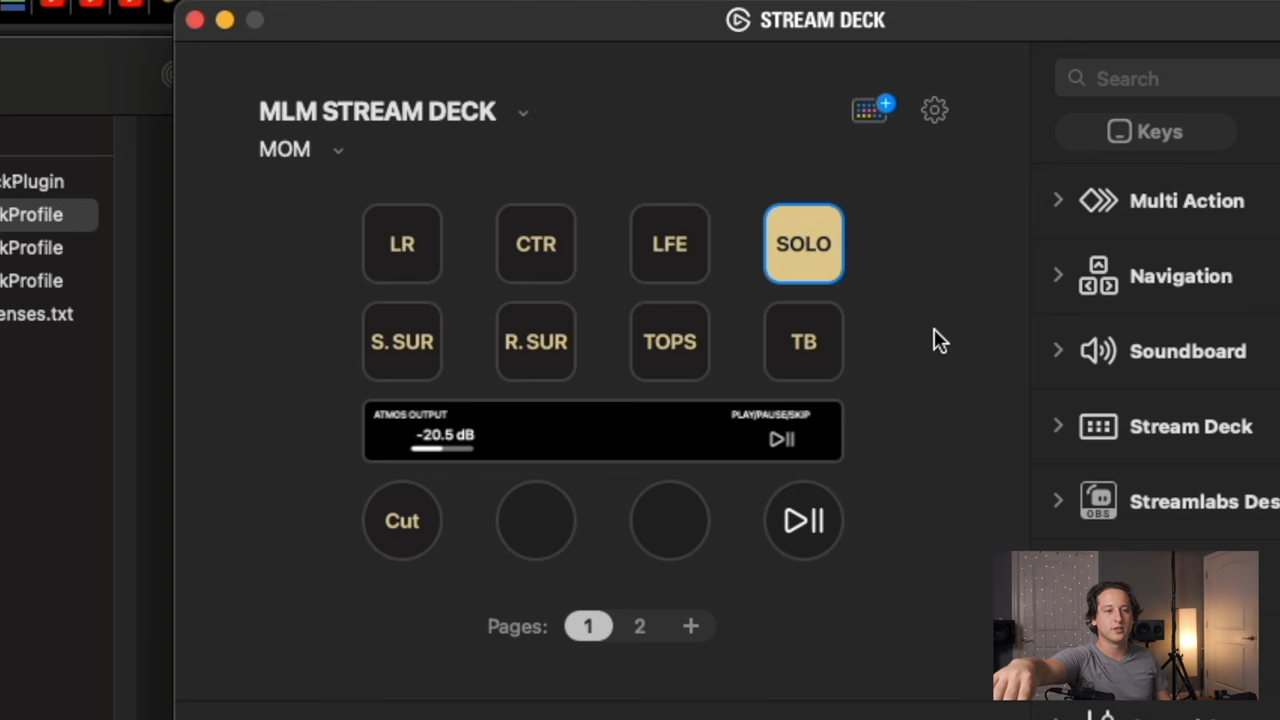 STREAM DECK
MLM STREAM DECK
MOM
Search
Keys
ckPlugin
ckProfile
ckProfile
ckProfile
enses.txt
LR
CTR
LFE
SOLO
S. SUR
R. SUR
TOPS
TB
ATMOS OUTPUT
-20.5 dB
PLAY/PAUSE/SKIP
Cut
Pages:
1
2
+
Multi Action
Navigation
Soundboard
Stream Deck
OBS
Streamlabs Des